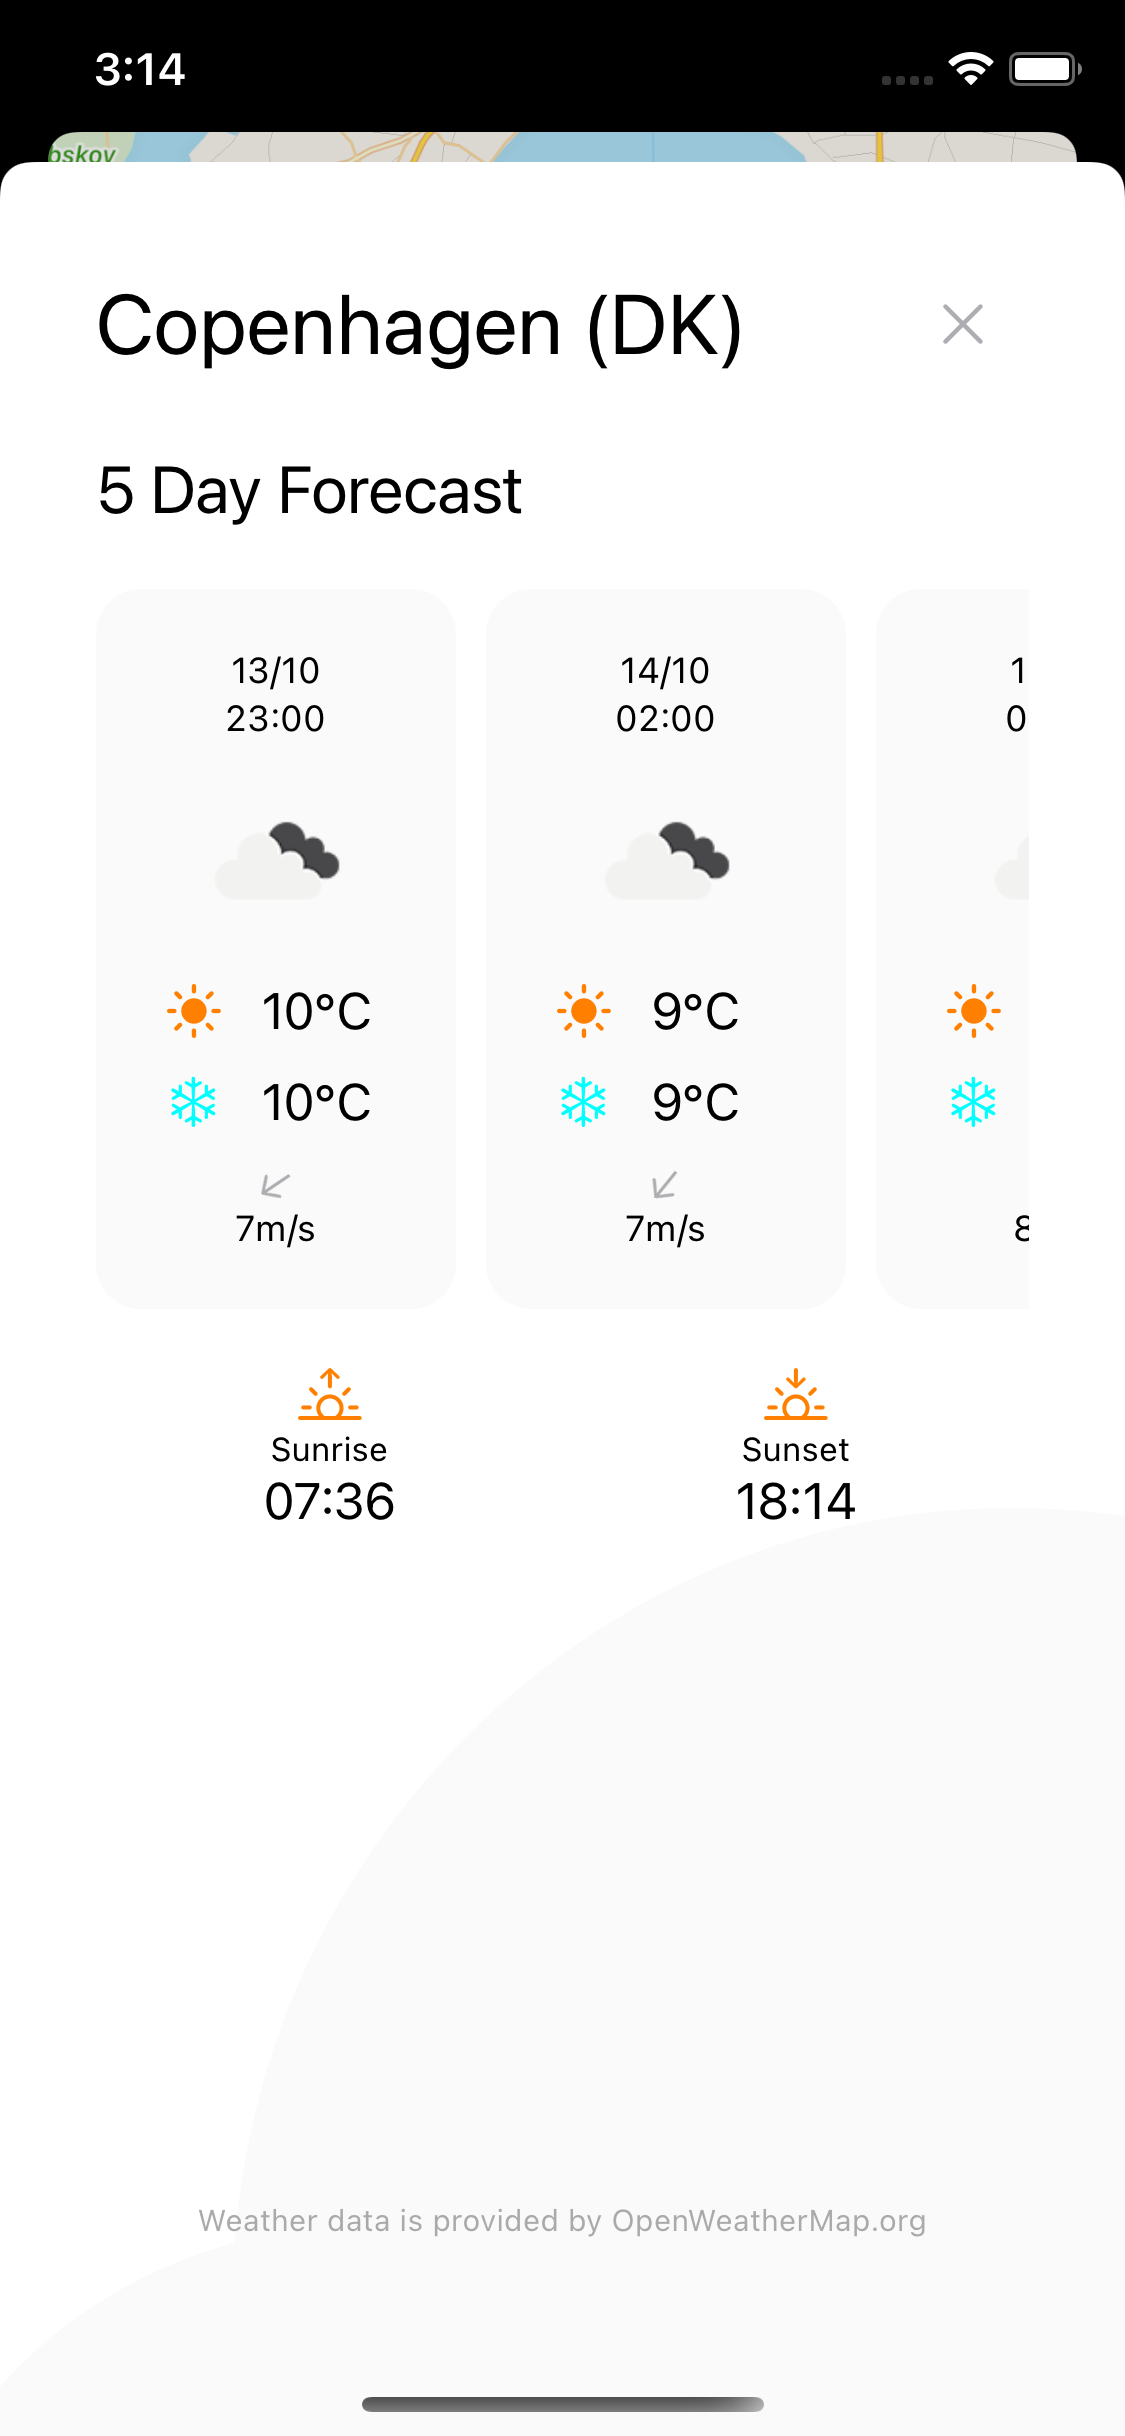 3:14
Copenhagen (DK)
5 Day Forecast
13/10
23:00
10°C
10°C
7m/s
14/10
02:00
9°C
9°C
7m/s
1
0
8
Sunrise
07:36
Sunset
18:14
Weather data is provided by OpenWeatherMap.org